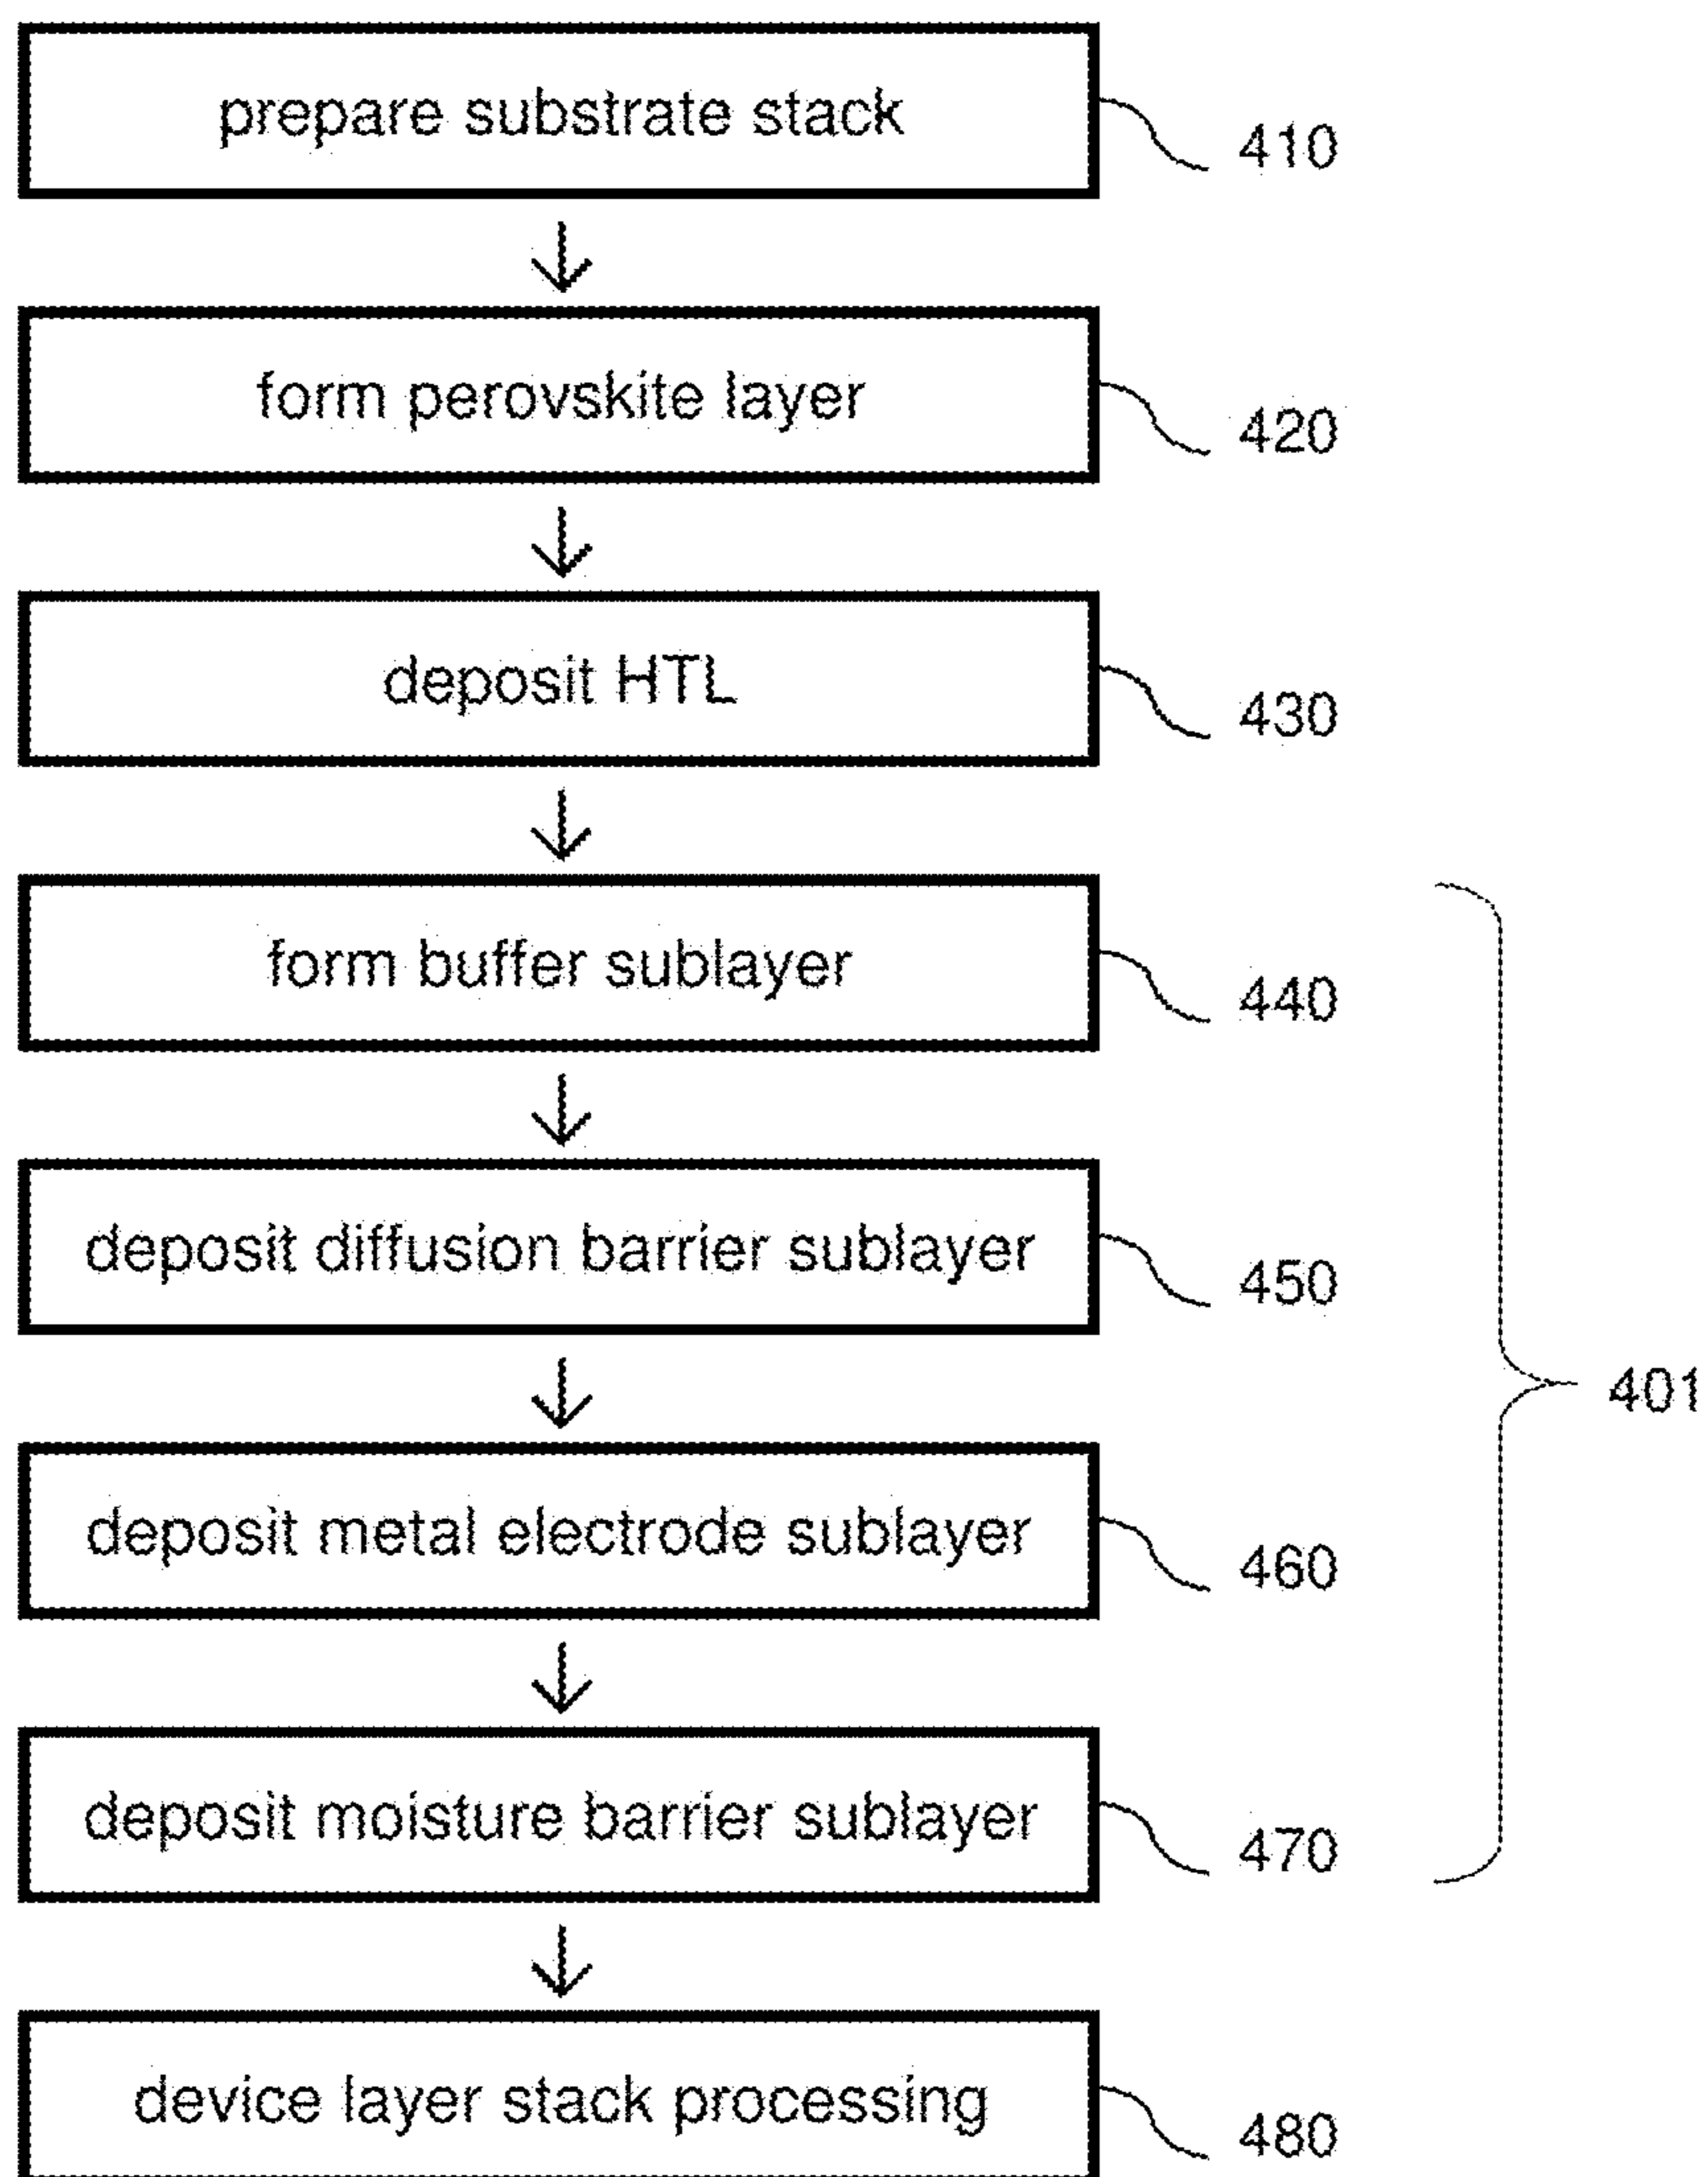 prepare substrate stack
410
form perovskite layer
420
deposit HTL
430
form buffer sublayer
440
deposit diffusion barrier sublayer
450
401
deposit metal electrode sublayer
460
deposit moisture barrier sublayer
470
device layer stack processing
480